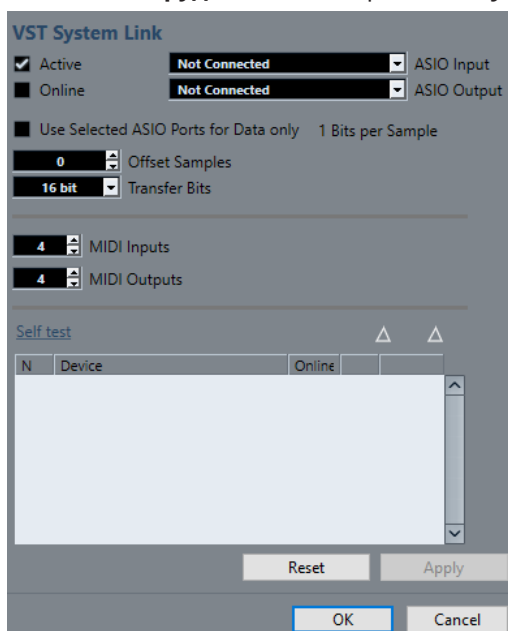 VST System Link
Active Not Connected ASIO Input
Online Not Connected ASIO Output
Use Selected ASIO Ports for Data only 1 Bits per Sample
0 Offset Samples
16 bit Transfer Bits
4 MIDI Inputs
4 MIDI Outputs
Self test
N Device Online
Reset Apply
OK Cancel